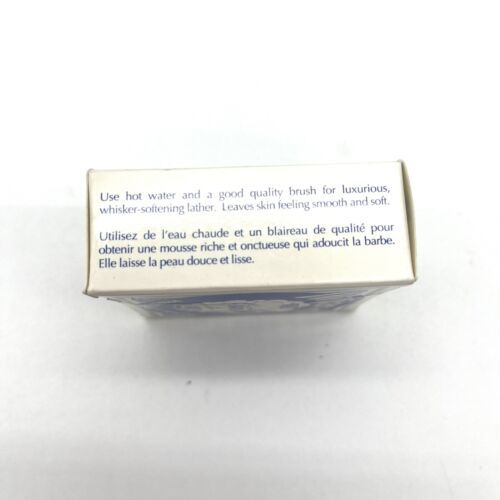 Use hot water and a good quality brush for luxurious,
whisker-softening lather. Leaves skin feeling smooth and soft.
Utilisez de l'eau chaude et un blaireau de qualité pour
obtenir une mousse riche et onctueuse qui adoucit la barbe.
Elle laisse la peau douce et lisse.